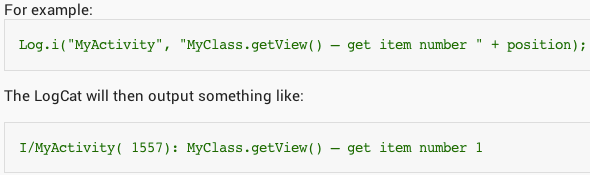 For example:
Log.i("MyActivity", "MyClass.getView() — get item number " + position);
The LogCat will then output something like:
I/MyActivity( 1557): MyClass.getView() — get item number 1